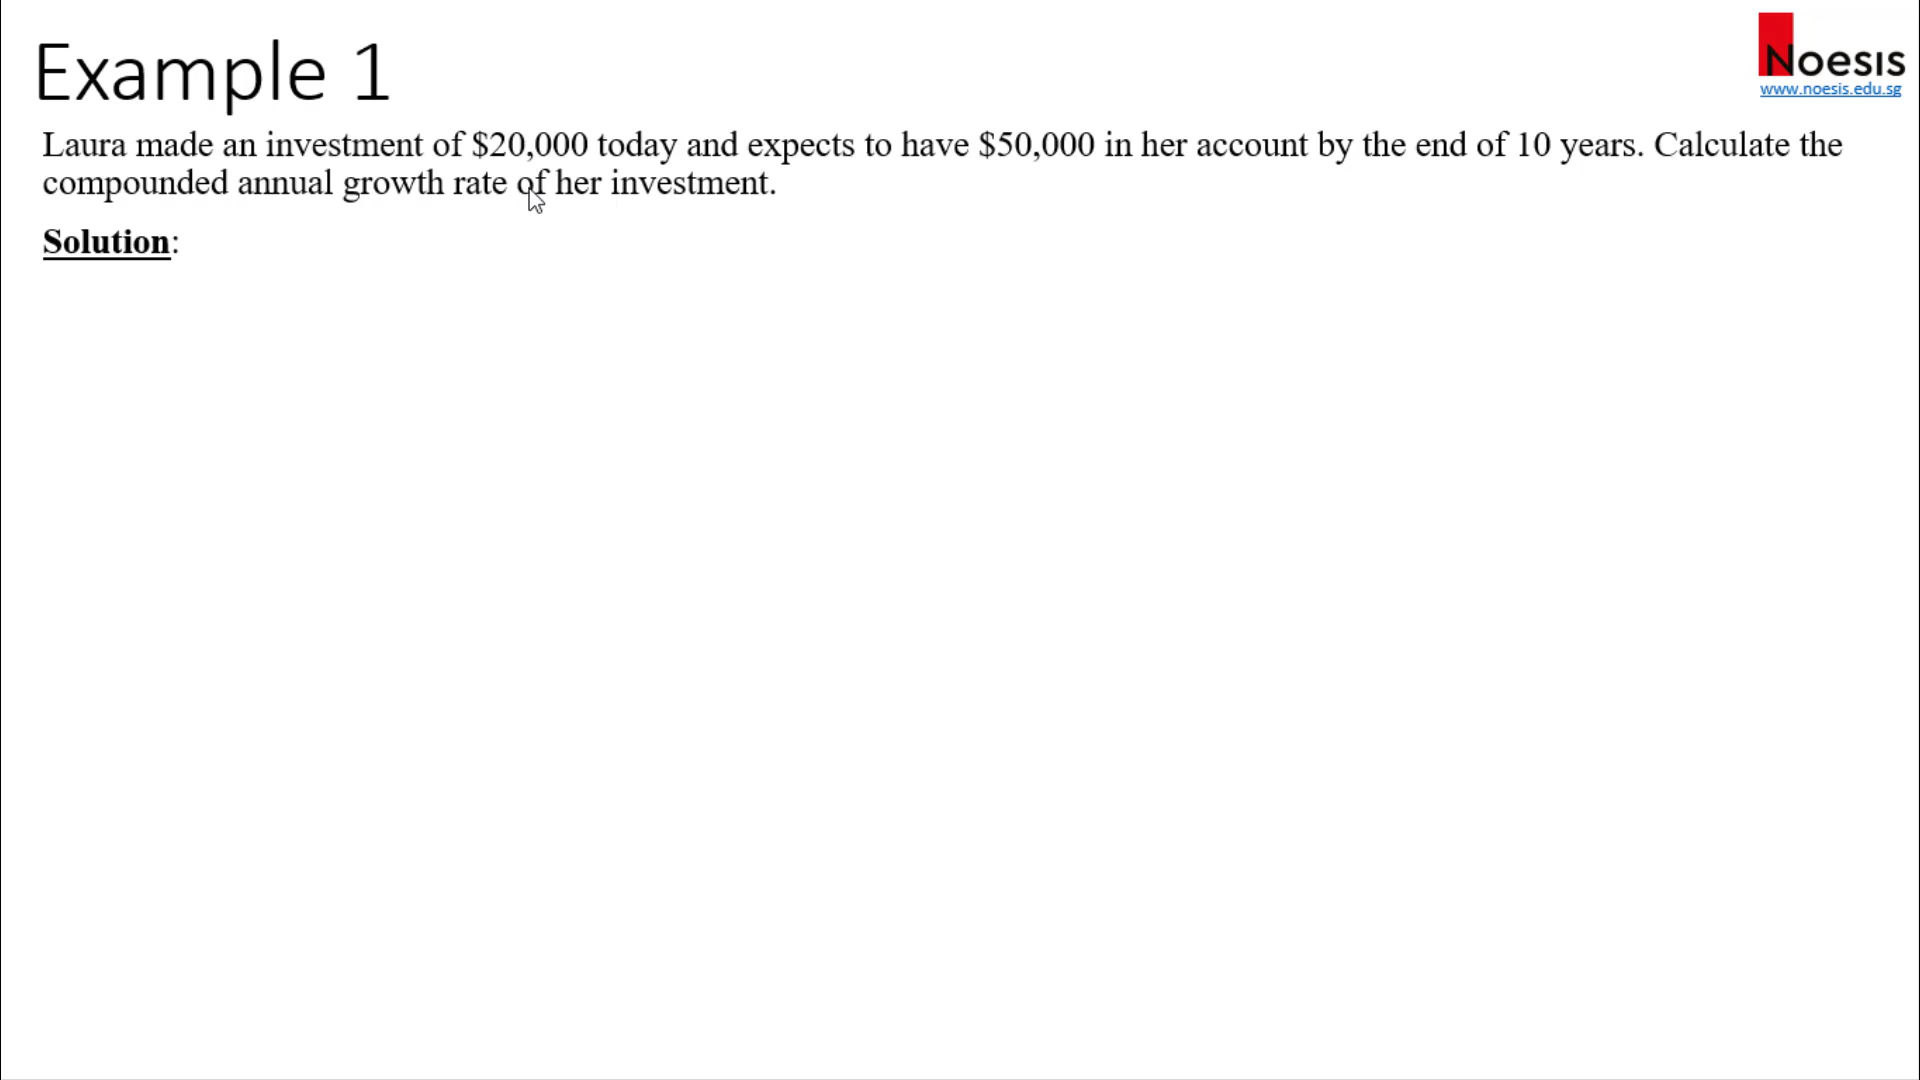 Example 1
Noesis
www.noesis.edu.sg
Laura made an investment of $20,000 today and expects to have $50,000 in her account by the end of 10 years. Calculate the
compounded annual growth rate of her investment.
Solution: